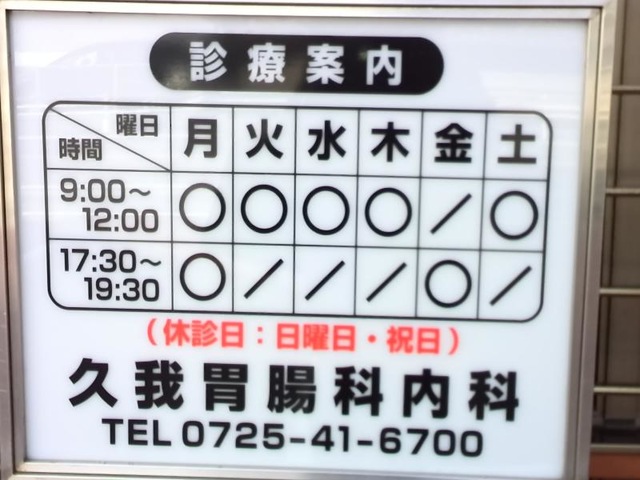 診療案内
曜日 時間 月 火 水 木 金 土
9:00～12:00 ○ ○ ○ ○ ／ ○
17:30～19:30 ○ ／ ／ ／ ○ ／
（休診日：日曜日・祝日）
久我胃腸科内科
TEL 0725-41-6700